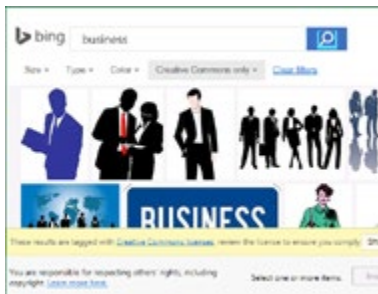 bing business
Size Type Color Creative Commons only Clear filters
BUSINESS
These results are tagged with Creative Commons licenses, review the license to ensure you comply
You are responsible for respecting others' rights, including
copyright. Learn more here.
Select one or more items.